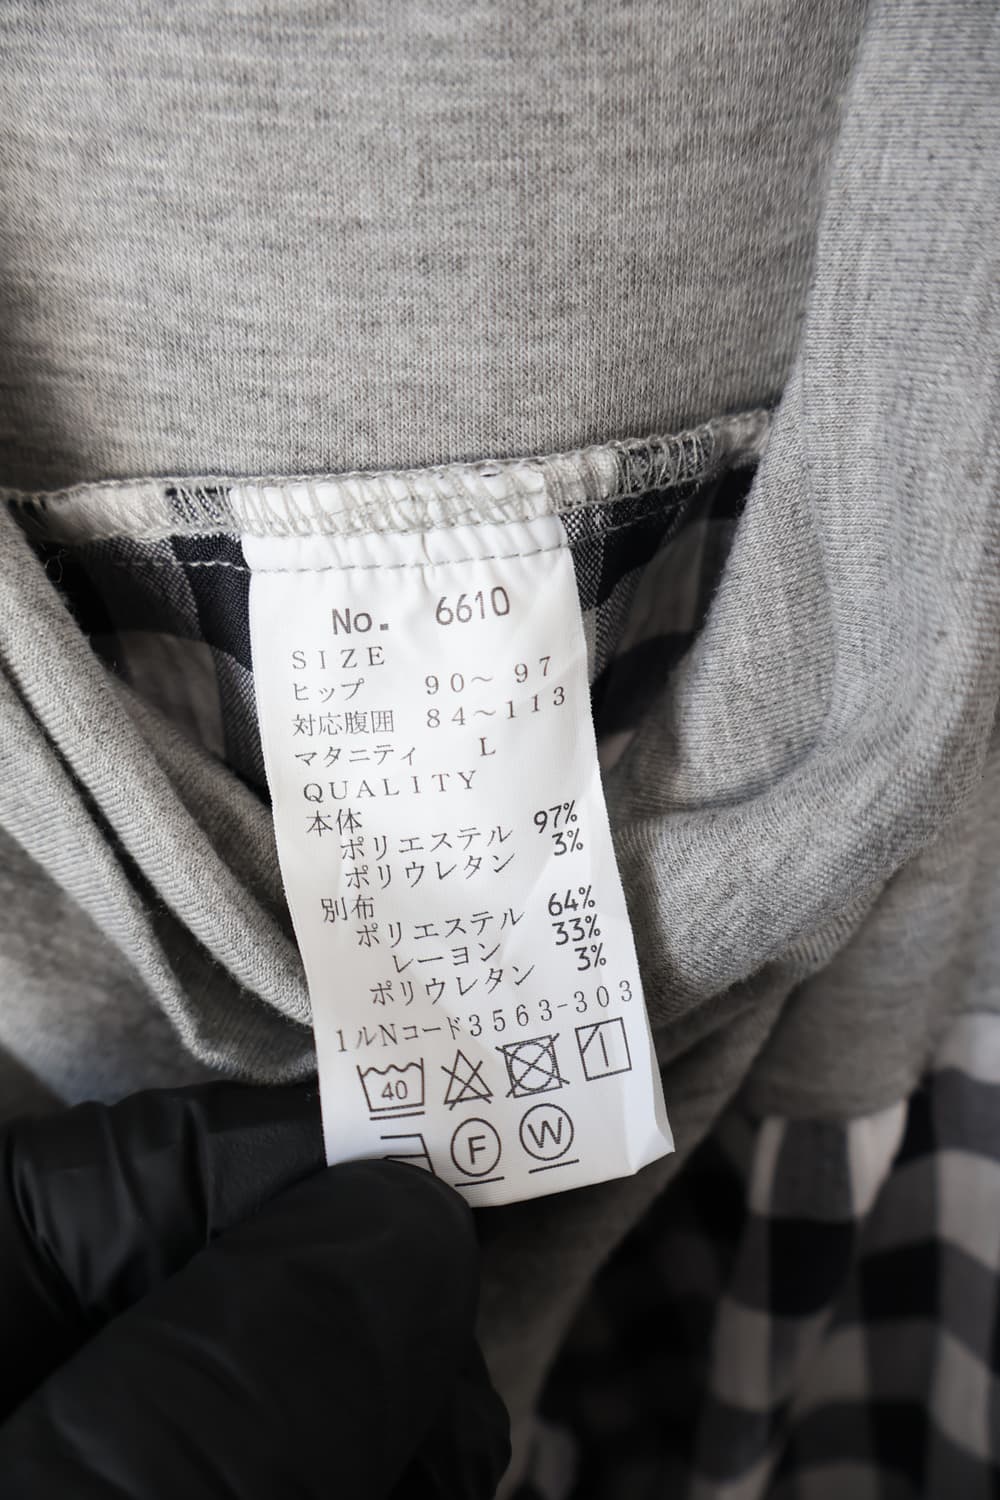 No. 6610
SIZE
ヒップ 90～ 97
対応腹囲 84～113
マタニティ L
QUALITY
本体
ポリエステル 97%
ポリウレタン 3%
別布
ポリエステル 64%
レーヨン 33%
ポリウレタン 3%
1ルNコード3563-303
40
F W